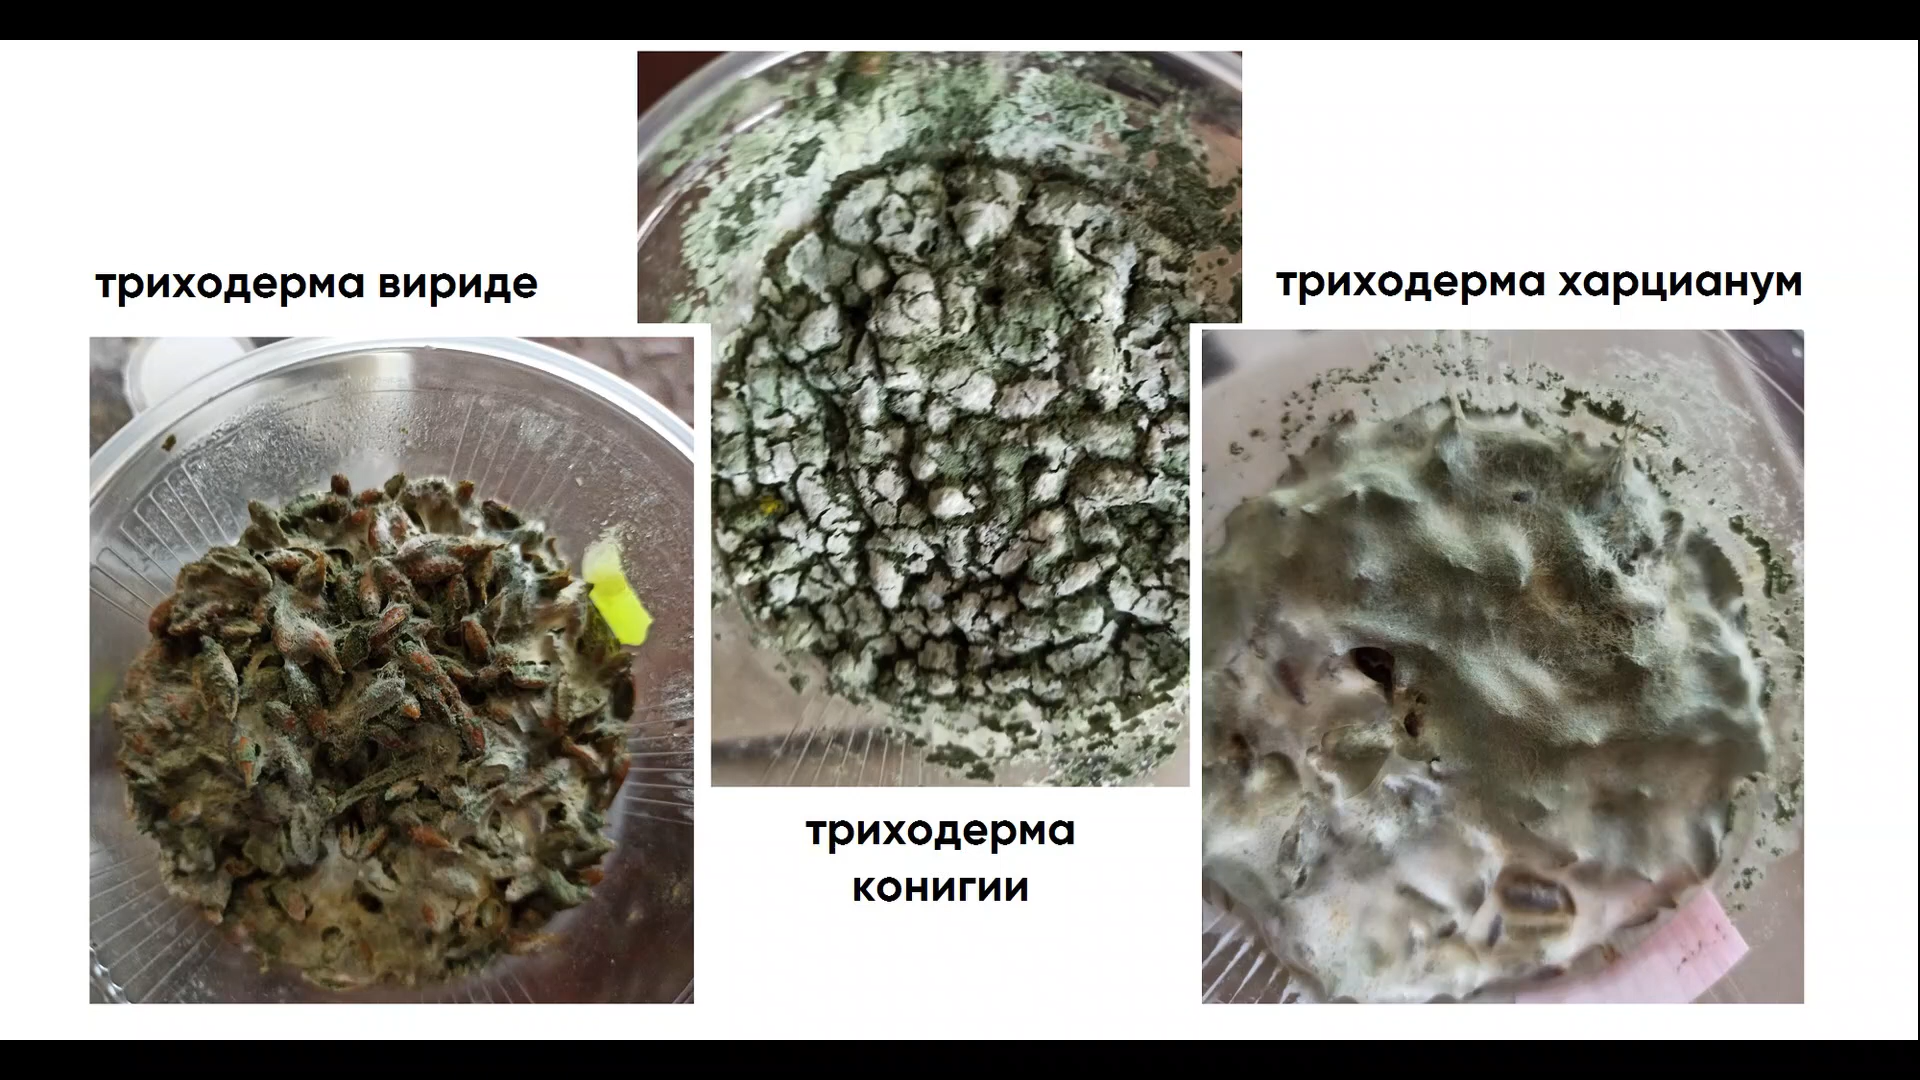 триходерма вириде
триходерма
конигии
триходерма харцианум